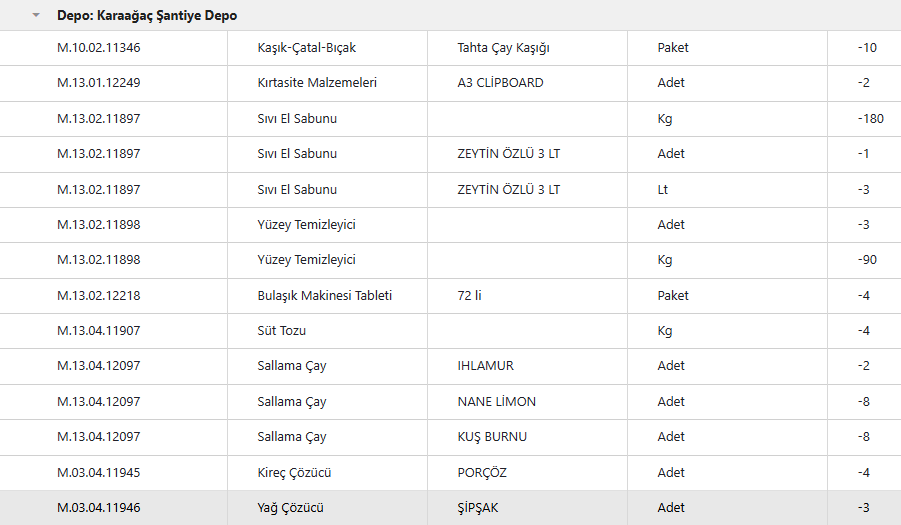 Depo: Karaağaç Şantiye Depo
M.10.02.11346 Kaşık-Çatal-Bıçak Tahta Çay Kaşığı Paket -10
M.13.01.12249 Kırtasite Malzemeleri A3 CLİPBOARD Adet -2
M.13.02.11897 Sıvı El Sabunu Kg -180
M.13.02.11897 Sıvı El Sabunu ZEYTİN ÖZLÜ 3 LT Adet -1
M.13.02.11897 Sıvı El Sabunu ZEYTİN ÖZLÜ 3 LT Lt -3
M.13.02.11898 Yüzey Temizleyici Adet -3
M.13.02.11898 Yüzey Temizleyici Kg -90
M.13.02.12218 Bulaşık Makinesi Tableti 72 li Paket -4
M.13.04.11907 Süt Tozu Kg -4
M.13.04.12097 Sallama Çay IHLAMUR Adet -2
M.13.04.12097 Sallama Çay NANE LİMON Adet -8
M.13.04.12097 Sallama Çay KUŞ BURNU Adet -8
M.03.04.11945 Kireç Çözücü PORÇÖZ Adet -4
M.03.04.11946 Yağ Çözücü ŞİPŞAK Adet -3